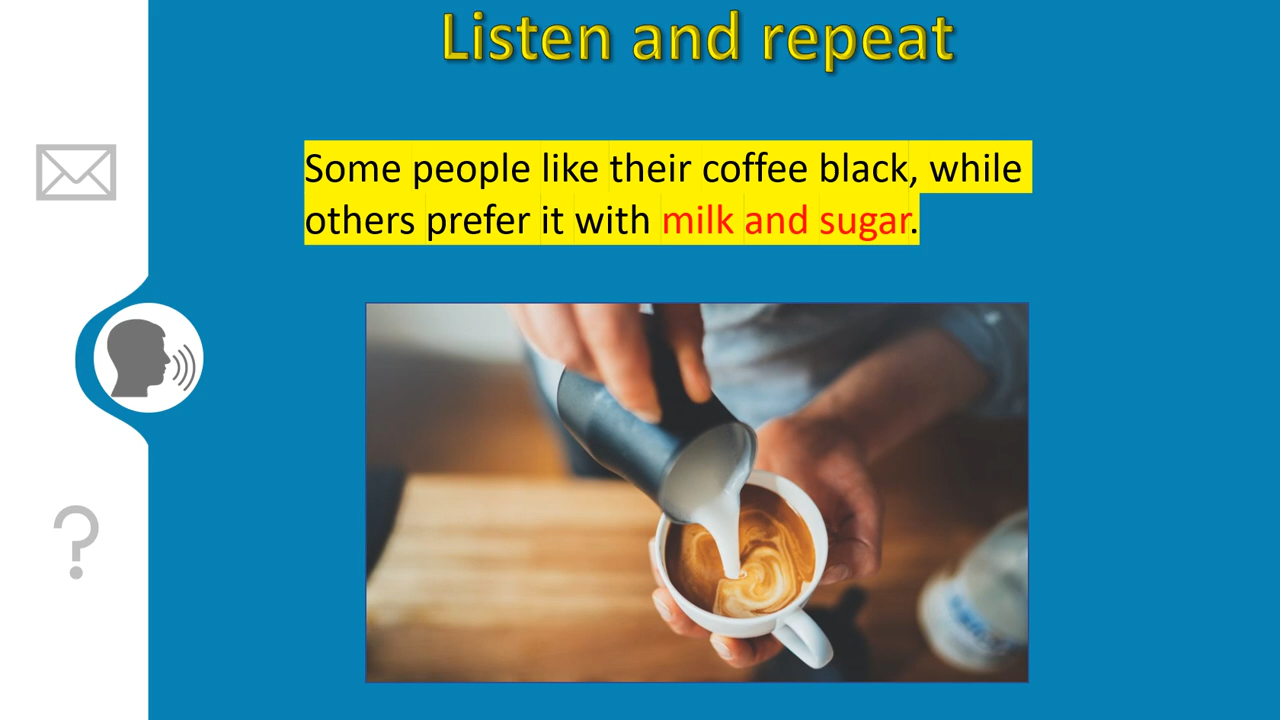 Listen and repeat
Some people like their coffee black, while
others prefer it with milk and sugar.